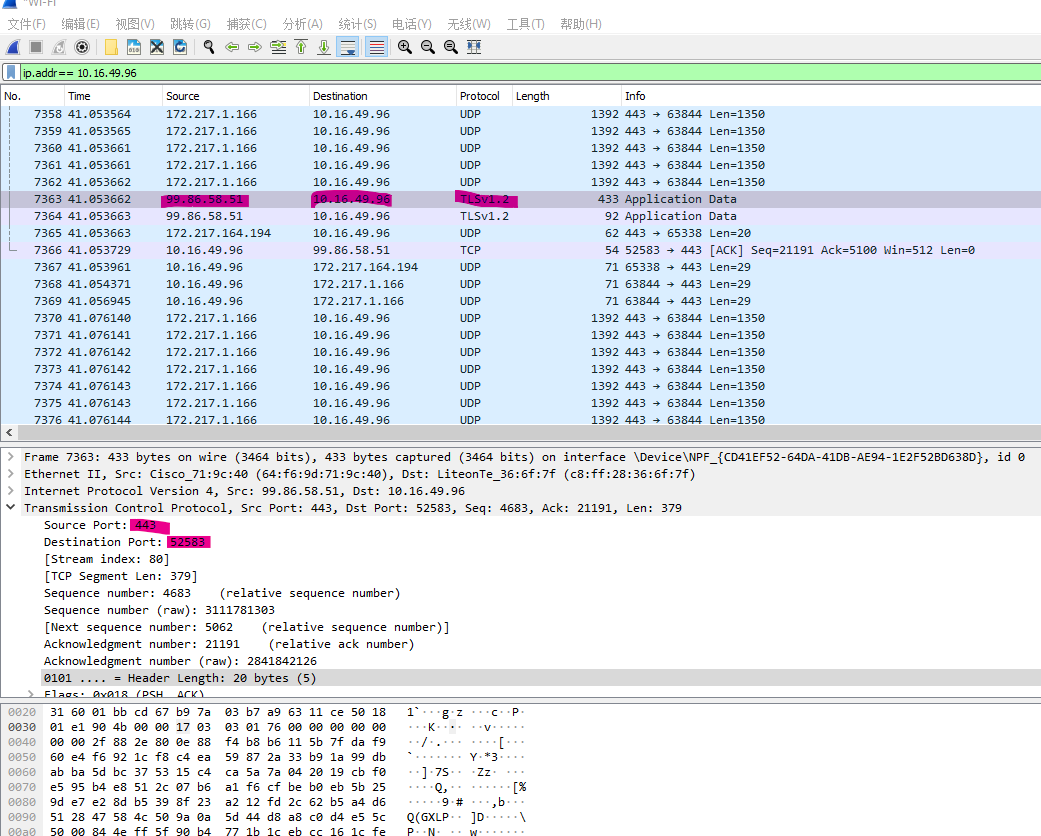 *Wi-Fi
文件(F) 编辑(E) 视图(V) 跳转(G) 捕获(C) 分析(A) 统计(S) 电话(Y) 无线(W) 工具(T) 帮助(H)
ip.addr== 10.16.49.96
No. Time Source Destination Protocol Length Info
7358 41.053564 172.217.1.166 10.16.49.96 UDP 1392 443 → 63844 Len=1350
7359 41.053565 172.217.1.166 10.16.49.96 UDP 1392 443 → 63844 Len=1350
7360 41.053661 172.217.1.166 10.16.49.96 UDP 1392 443 → 63844 Len=1350
7361 41.053661 172.217.1.166 10.16.49.96 UDP 1392 443 → 63844 Len=1350
7362 41.053662 172.217.1.166 10.16.49.96 UDP 1392 443 → 63844 Len=1350
7363 41.053662 99.86.58.51 10.16.49.96 TLSv1.2 433 Application Data
7364 41.053663 99.86.58.51 10.16.49.96 TLSv1.2 92 Application Data
7365 41.053663 172.217.164.194 10.16.49.96 UDP 62 443 → 65338 Len=20
7366 41.053729 10.16.49.96 99.86.58.51 TCP 54 52583 → 443 [ACK] Seq=21191 Ack=5100 Win=512 Len=0
7367 41.053961 10.16.49.96 172.217.164.194 UDP 71 65338 → 443 Len=29
7368 41.054371 10.16.49.96 172.217.1.166 UDP 71 63844 → 443 Len=29
7369 41.056945 10.16.49.96 172.217.1.166 UDP 71 63844 → 443 Len=29
7370 41.076140 172.217.1.166 10.16.49.96 UDP 1392 443 → 63844 Len=1350
7371 41.076141 172.217.1.166 10.16.49.96 UDP 1392 443 → 63844 Len=1350
7372 41.076142 172.217.1.166 10.16.49.96 UDP 1392 443 → 63844 Len=1350
7373 41.076142 172.217.1.166 10.16.49.96 UDP 1392 443 → 63844 Len=1350
7374 41.076143 172.217.1.166 10.16.49.96 UDP 1392 443 → 63844 Len=1350
7375 41.076143 172.217.1.166 10.16.49.96 UDP 1392 443 → 63844 Len=1350
7376 41.076144 172.217.1.166 10.16.49.96 UDP 1392 443 → 63844 Len=1350
Frame 7363: 433 bytes on wire (3464 bits), 433 bytes captured (3464 bits) on interface \Device\NPF_{CD41EF52-64DA-41DB-AE94-1E2F52BD638D}, id 0
Ethernet II, Src: Cisco_71:9c:40 (64:f6:9d:71:9c:40), Dst: LiteonTe_36:6f:7f (c8:ff:28:36:6f:7f)
Internet Protocol Version 4, Src: 99.86.58.51, Dst: 10.16.49.96
Transmission Control Protocol, Src Port: 443, Dst Port: 52583, Seq: 4683, Ack: 21191, Len: 379
Source Port: 443
Destination Port: 52583
[Stream index: 80]
[TCP Segment Len: 379]
Sequence number: 4683 (relative sequence number)
Sequence number (raw): 3111781303
[Next sequence number: 5062 (relative sequence number)]
Acknowledgment number: 21191 (relative ack number)
Acknowledgment number (raw): 2841842126
0101 .... = Header Length: 20 bytes (5)
Flags: 0x018 (PSH, ACK)
0020 31 60 01 bb cd 67 b9 7a 03 b7 a9 63 11 ce 50 18 1`···g·z ···c··P·
0030 01 e1 90 4b 00 00 17 03 03 01 76 00 00 00 00 00 ···K···· ··v·····
0040 00 00 2f 88 2e 80 0e 88 f4 b8 b6 11 5b 7f da f9 ··/·.··· ····[···
0050 60 e4 f6 92 1c f8 c4 ea 59 87 2a 33 b9 1a 99 db `······· Y·*3····
0060 ab ba 5d bc 37 53 15 c4 ca 5a 7a 04 20 19 cb f0 ··]·7S·· ·Zz· ···
0070 e5 95 b4 e8 51 2c 07 b6 a1 f6 cf be b0 eb 5b 25 ····Q,·· ······[%
0080 9d e7 e2 8d b5 39 8f 23 a2 12 fd 2c 62 b5 a4 d6 ·····9·# ···,b···
0090 51 28 47 58 4c 50 9a 0a 5d 44 d8 a8 c0 d4 e5 5c Q(GXLP·· ]D·····\
00a0 50 00 84 4e ff 5f 90 b4 77 1b 1c eb cc 16 1c fe P··N·_·· w·······